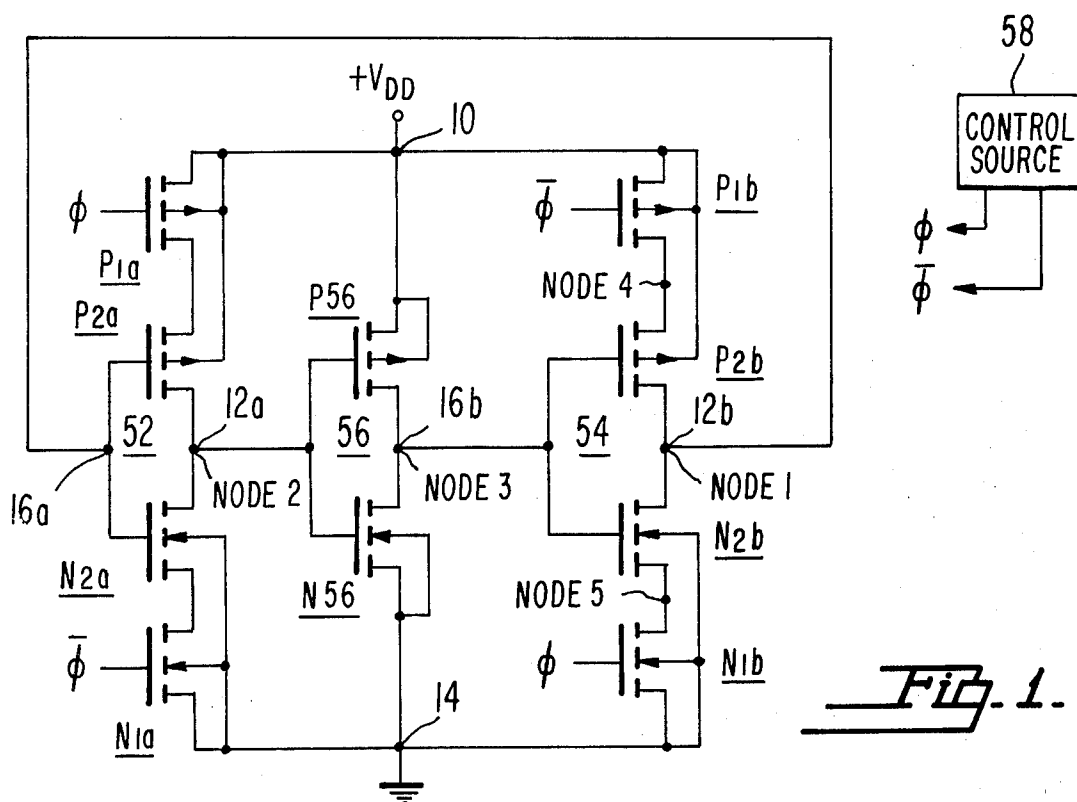 58
+VDD
10
CONTROL
SOURCE
ϕ
ϕ̅
P1b
ϕ
P1a
NODE 4
ϕ̅
P2a
P56
P2b
52
12a
56
16b
54
12b
16a
NODE 2
NODE 3
NODE 1
N2a
N56
N2b
NODE 5
ϕ̅
ϕ
N1b
N1a
14
Fig. 1.